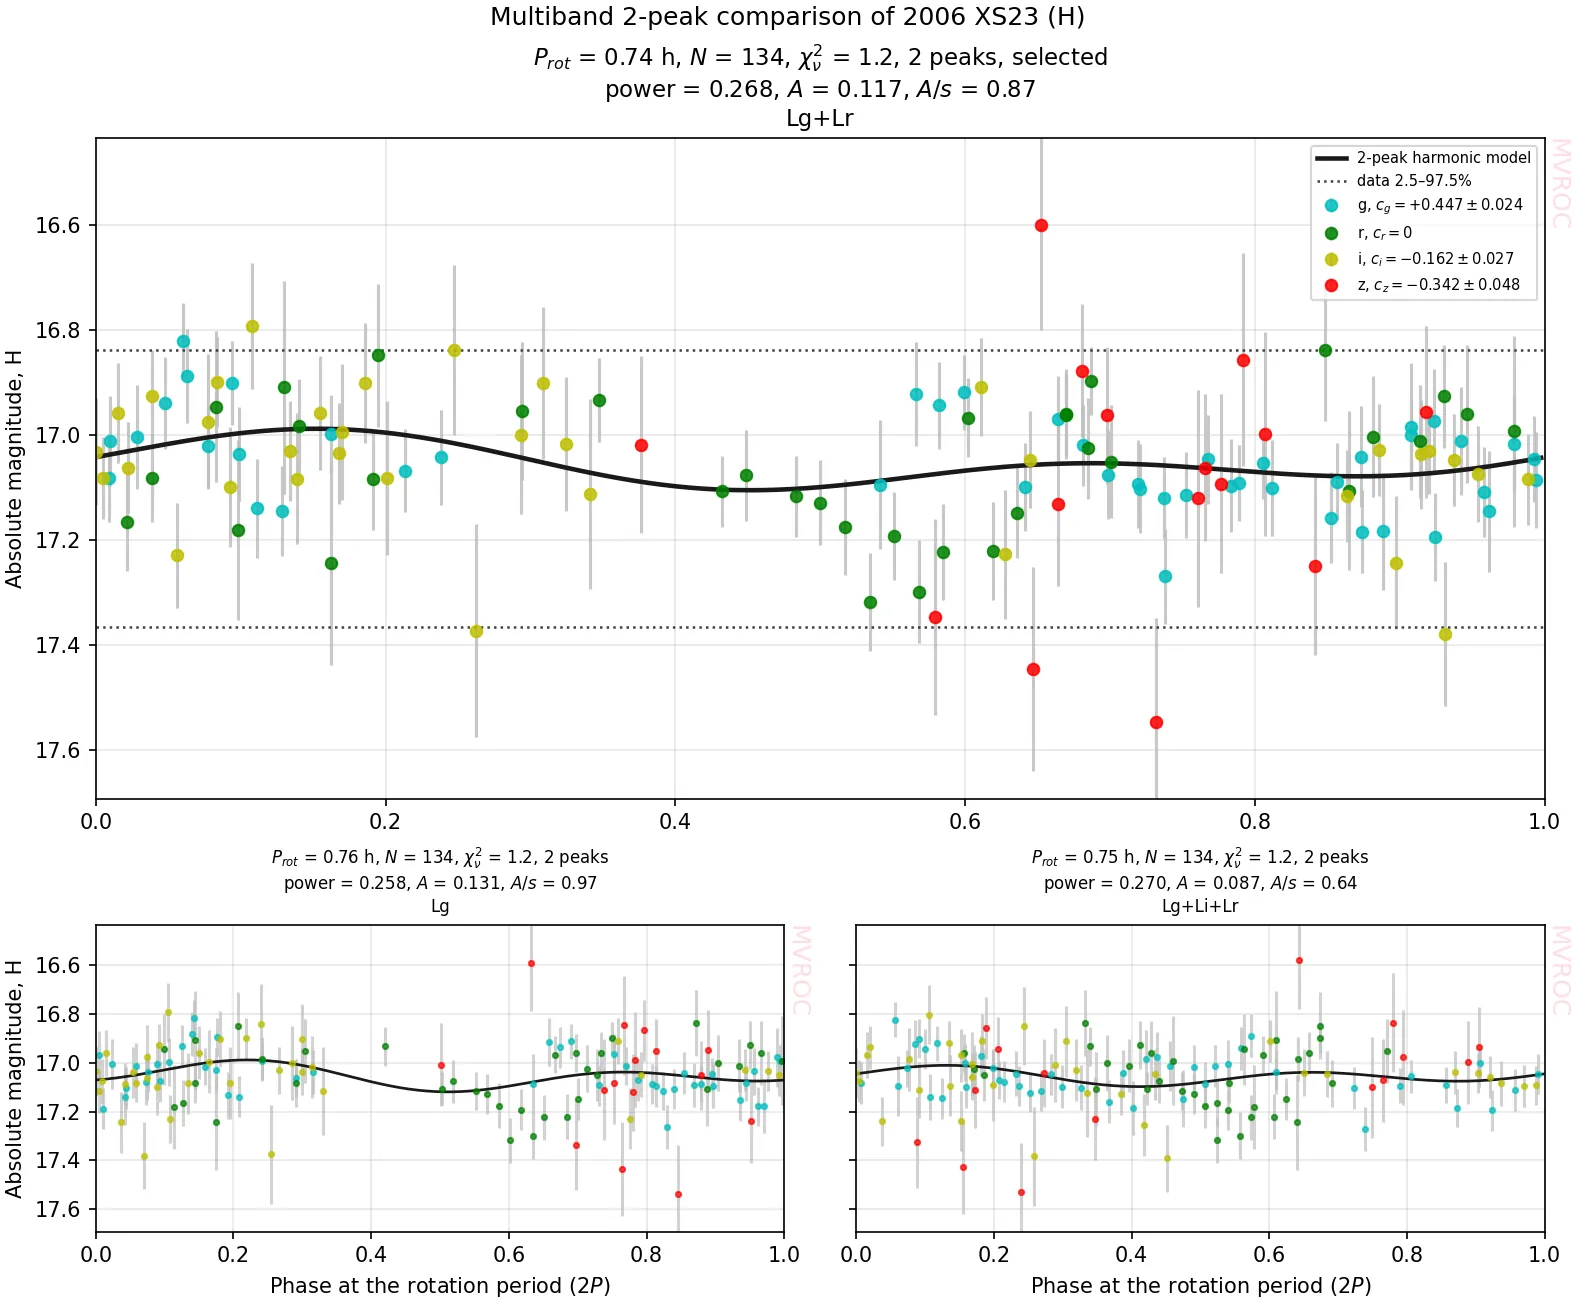 Multiband 2-peak comparison of 2006 XS23 (H)
P_rot = 0.74 h, N = 134, χ²_ν = 1.2, 2 peaks, selected
power = 0.268, A = 0.117, A/s = 0.87
Lg+Lr
2-peak harmonic model
data 2.5–97.5%
g, c_g = +0.447 ± 0.024
r, c_r = 0
i, c_i = −0.162 ± 0.027
z, c_z = −0.342 ± 0.048
MVROC
Absolute magnitude, H
16.6
16.8
17.0
17.2
17.4
17.6
0.0 0.2 0.4 0.6 0.8 1.0
P_rot = 0.76 h, N = 134, χ²_ν = 1.2, 2 peaks
power = 0.258, A = 0.131, A/s = 0.97
Lg
MVROC
Absolute magnitude, H
16.6
16.8
17.0
17.2
17.4
17.6
0.0 0.2 0.4 0.6 0.8 1.0
Phase at the rotation period (2P)
P_rot = 0.75 h, N = 134, χ²_ν = 1.2, 2 peaks
power = 0.270, A = 0.087, A/s = 0.64
Lg+Li+Lr
MVROC
0.0 0.2 0.4 0.6 0.8 1.0
Phase at the rotation period (2P)